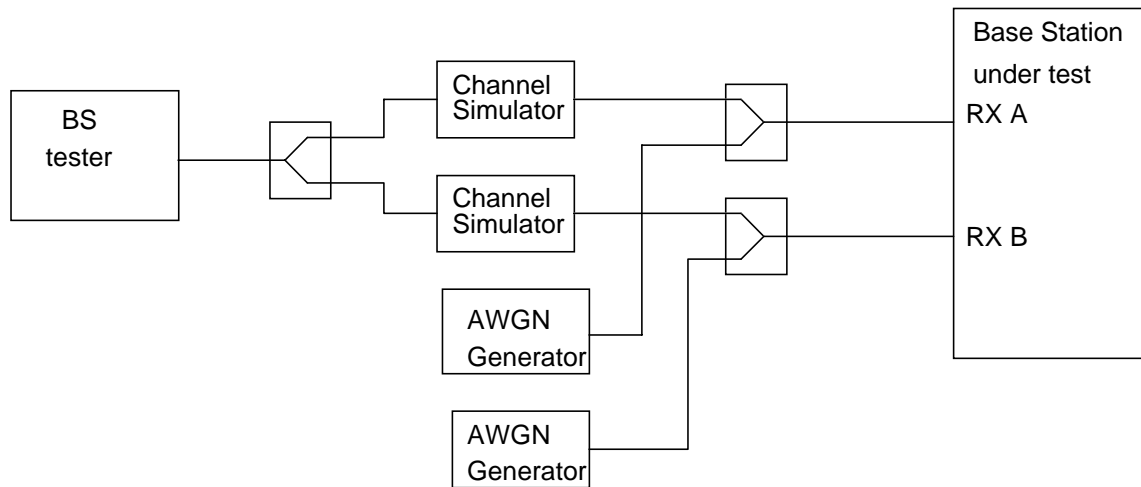 BS
tester
Channel
Simulator
Channel
Simulator
AWGN
Generator
AWGN
Generator
Base Station
under test
RX A
RX B